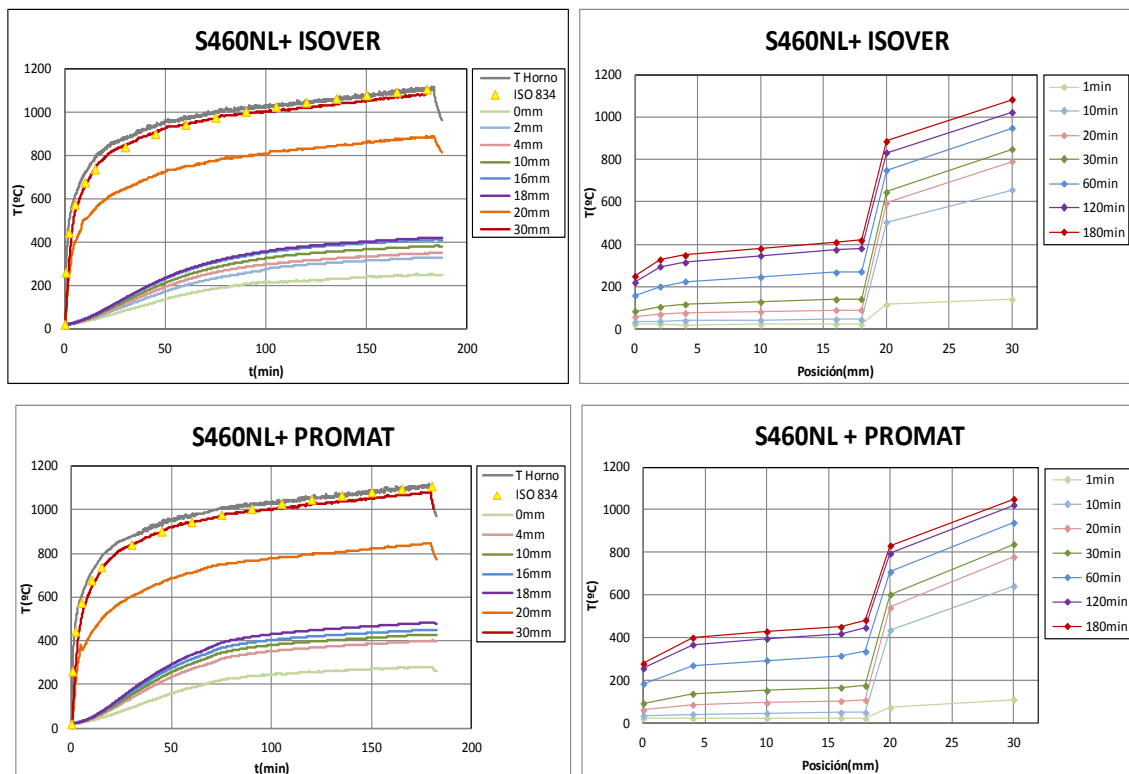 S460NL+ ISOVER
1200
1000
800
600
400
200
0
0
50
100
150
200
T(ºC)
t(min)
T Horno
ISO 834
0mm
2mm
4mm
10mm
16mm
18mm
20mm
30mm
S460NL+ ISOVER
1200
1000
800
600
400
200
0
0
5
10
15
20
25
30
T(ºC)
Posición(mm)
1min
10min
20min
30min
60min
120min
180min
S460NL+ PROMAT
1200
1000
800
600
400
200
0
0
50
100
150
200
T(ºC)
t(min)
T Horno
ISO 834
0mm
4mm
10mm
16mm
18mm
20mm
30mm
S460NL + PROMAT
1200
1000
800
600
400
200
0
0
5
10
15
20
25
30
T(ºC)
Posición(mm)
1min
10min
20min
30min
60min
120min
180min